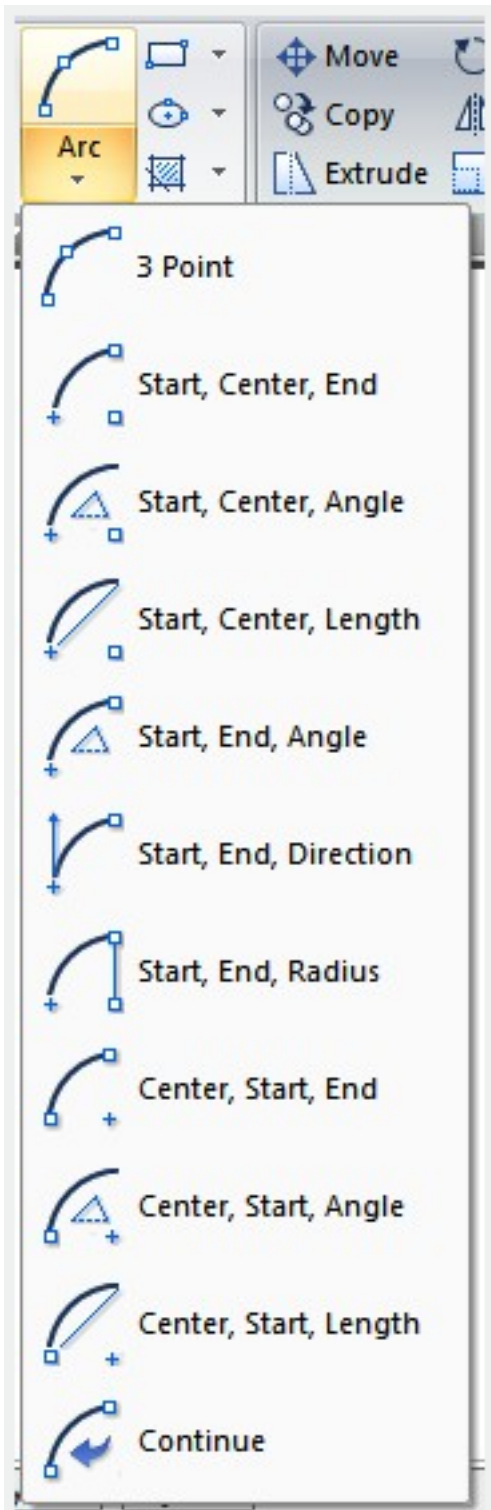 Arc
Move
Copy
Extrude
3 Point
Start, Center, End
Start, Center, Angle
Start, Center, Length
Start, End, Angle
Start, End, Direction
Start, End, Radius
Center, Start, End
Center, Start, Angle
Center, Start, Length
Continue